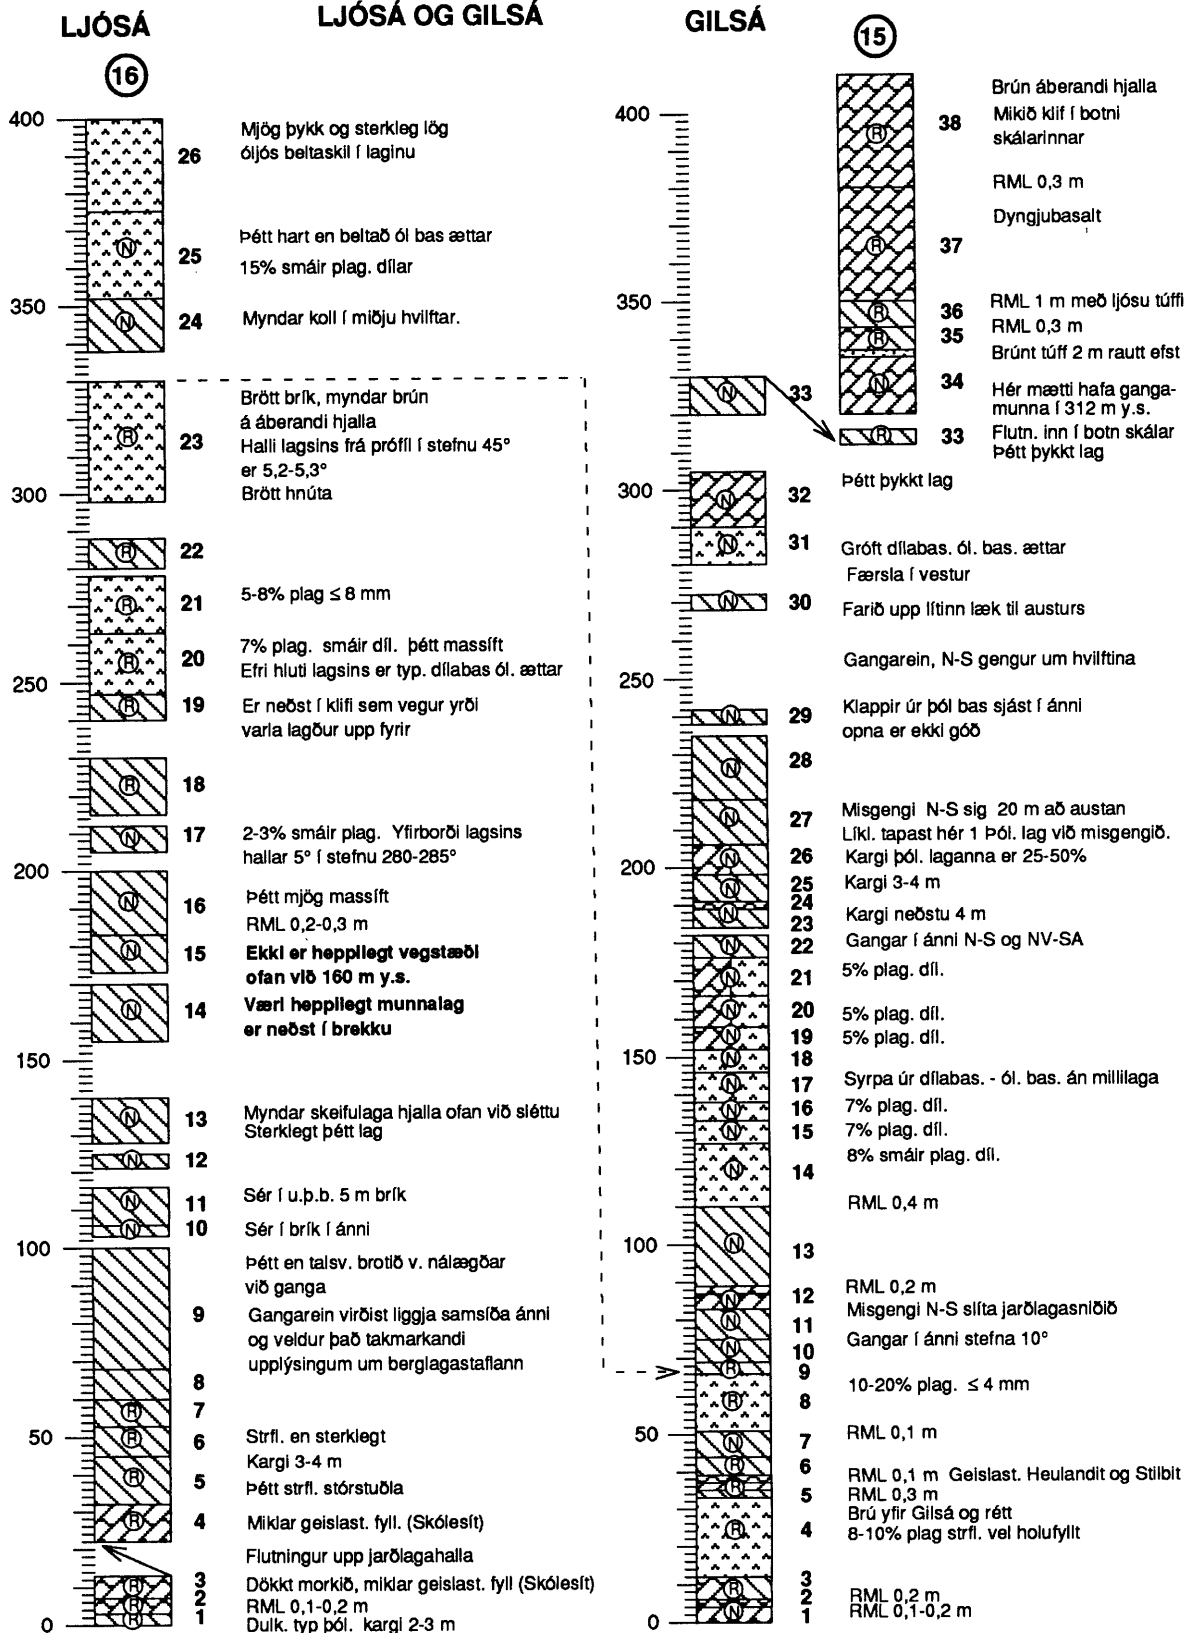 LJÓSÁ OG GILSÁ
LJÓSÁ
16
400
350
300
250
200
150
100
50
0
26 Mjög þykk og sterkleg lög
óljós beltaskil í laginu
N 25 Þétt hart en beltað ól bas ættar
15% smáir plag. dílar
N 24 Myndar koll í miðju hvilftar.
R 23 Brött brík, myndar brún
á áberandi hjalla
Halli lagsins frá prófíl í stefnu 45°
er 5,2-5,3°
Brött hnúta
R 22
R 21 5-8% plag ≤ 8 mm
R 20 7% plag. smáir díl. þétt massíft
Efri hluti lagsins er typ. dílabas ól. ættar
R 19 Er neðst í klifi sem vegur yrði
varla lagður upp fyrir
R 18
N 17 2-3% smáir plag. Yfirborði lagsins
hallar 5° í stefnu 280-285°
N 16 Þétt mjög massíft
RML 0,2-0,3 m
N 15 Ekki er heppilegt vegstæði
ofan við 160 m y.s.
N 14 Væri heppilegt munnalag
er neðst í brekku
N 13 Myndar skeifulaga hjalla ofan við sléttu
Sterklegt þétt lag
N 12
N 11 Sér í u.þ.b. 5 m brík
N 10 Sér í brík í ánni
Þétt en talsv. brotið v. nálægðar
við ganga
9 Gangarein virðist liggja samsíða ánni
og veldur það takmarkandi
upplýsingum um berglagastaflann
8
R 7
R 6 Strfl. en sterklegt
Kargi 3-4 m
R 5 Þétt strfl. stórstuðla
R 4 Miklar geislast. fyll. (Skólesít)
Flutningur upp jarðlagahalla
R 3 Dökkt morkið, miklar geislast. fyll (Skólesít)
R 2 RML 0,1-0,2 m
R 1 Dulk. typ þól. kargi 2-3 m
GILSÁ
15
400
350
300
250
200
150
100
50
0
Brún áberandi hjalla
R 38 Mikið klif í botni
skálarinnar
RML 0,3 m
Dyngjubasalt
R 37
R 36 RML 1 m með ljósu túffi
R 35 RML 0,3 m
Brúnt túff 2 m rautt efst
N 34 Hér mætti hafa ganga-
munna í 312 m y.s.
R 33 Flutn. inn í botn skálar
Þétt þykkt lag
N 33
N 32 Þétt þykkt lag
N 31 Gróft dílabas. ól. bas. ættar
Færsla í vestur
N 30 Farið upp lítinn læk til austurs
Gangarein, N-S gengur um hvilftina
N 29 Klappir úr þól bas sjást í ánni
opna er ekki góð
N 28
N 27 Misgengi N-S sig 20 m að austan
Líkl. tapast hér 1 Þól. lag við misgengið.
N 26 Kargi þól. laganna er 25-50%
N 25 Kargi 3-4 m
24
N 23 Kargi neðstu 4 m
N 22 Gangar í ánni N-S og NV-SA
N 21 5% plag. díl.
N 20 5% plag. díl.
N 19 5% plag. díl.
N 18
N 17 Syrpa úr dílabas. - ól. bas. án millilaga
N 16 7% plag. díl.
N 15 7% plag. díl.
N 14 8% smáir plag. díl.
RML 0,4 m
N 13
N 12 RML 0,2 m
Misgengi N-S slíta jarðlagasniðið
N 11
N 10 Gangar í ánni stefna 10°
R 9
R 8 10-20% plag. ≤ 4 mm
N 7 RML 0,1 m
R 6 RML 0,1 m Geislast. Heulandit og Stilbit
R 5 RML 0,3 m
Brú yfir Gilsá og rétt
R 4 8-10% plag strfl. vel holufyllt
R 3
2 RML 0,2 m
N 1 RML 0,1-0,2 m